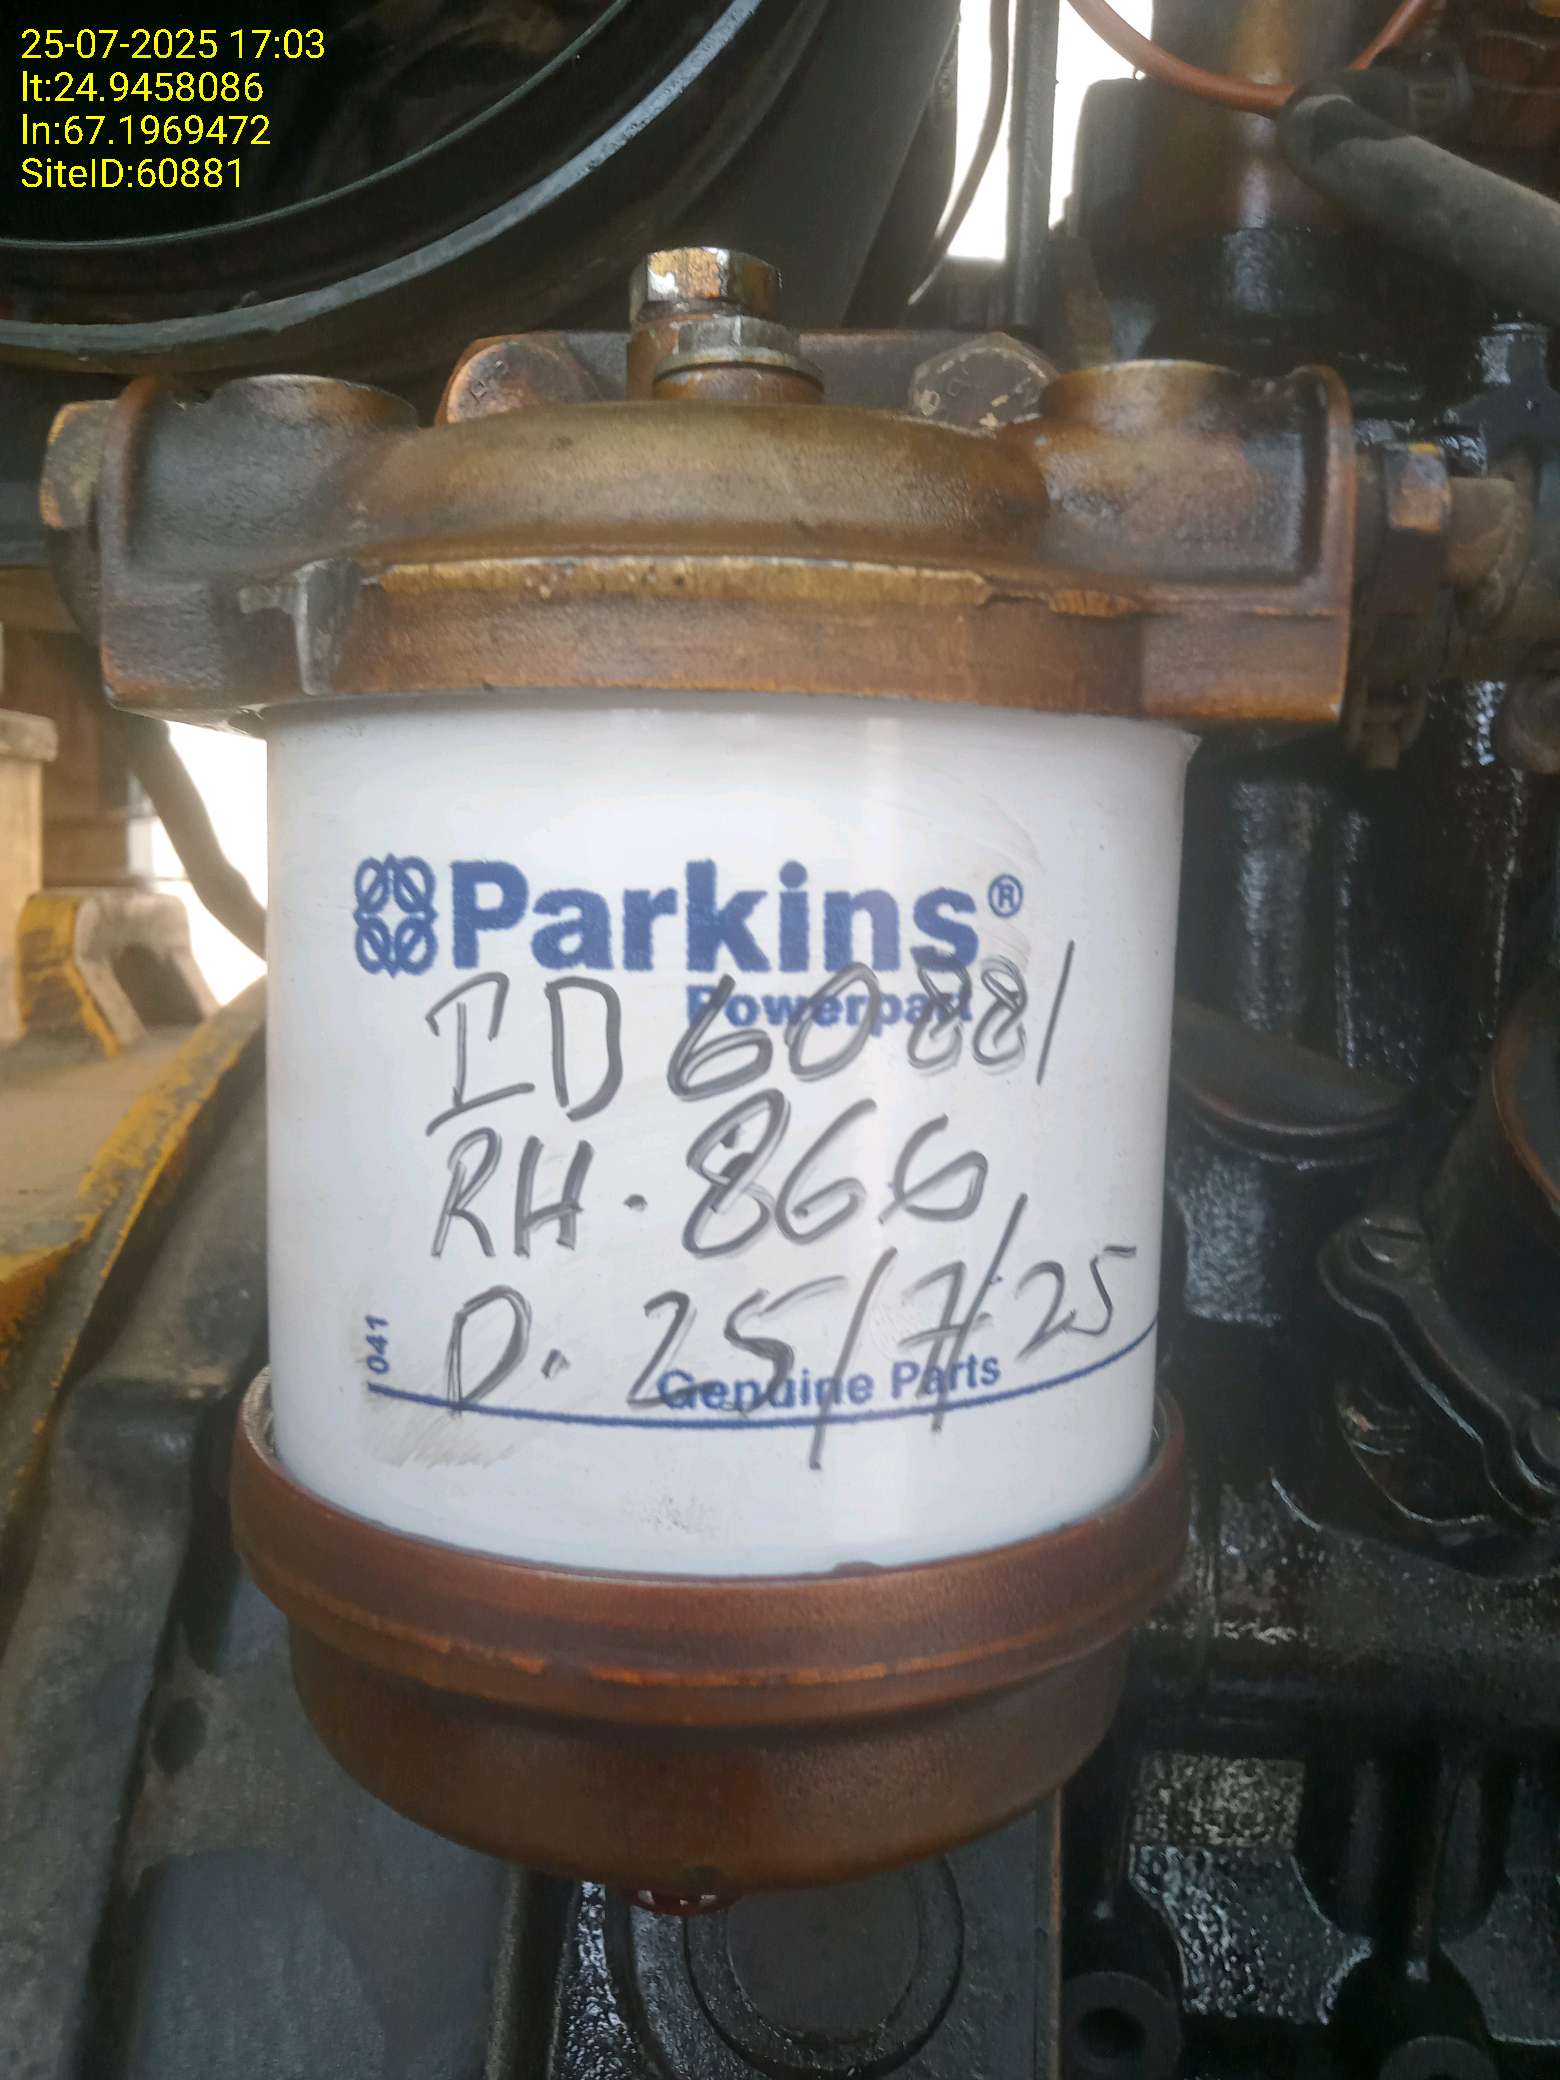 25-07-2025 17:03
lt:24.9458086
ln:67.1969472
SiteID:60881
Parkins®
Powerpart
ID 60881
RH. 866
D. 25/7/25
1041
Genuine Parts